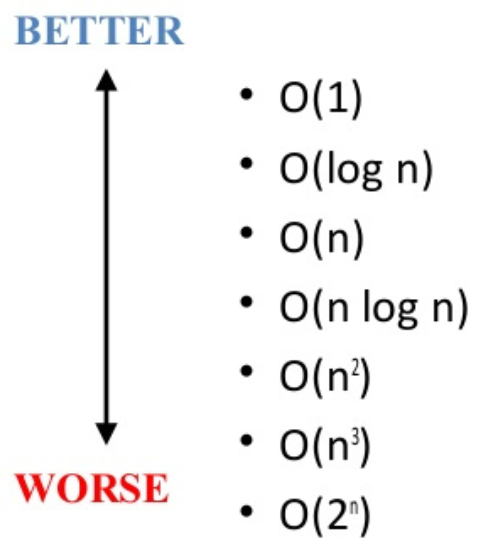 BETTER
• O(1)
• O(log n)
• O(n)
• O(n log n)
• O(n²)
• O(n³)
WORSE
• O(2ⁿ)